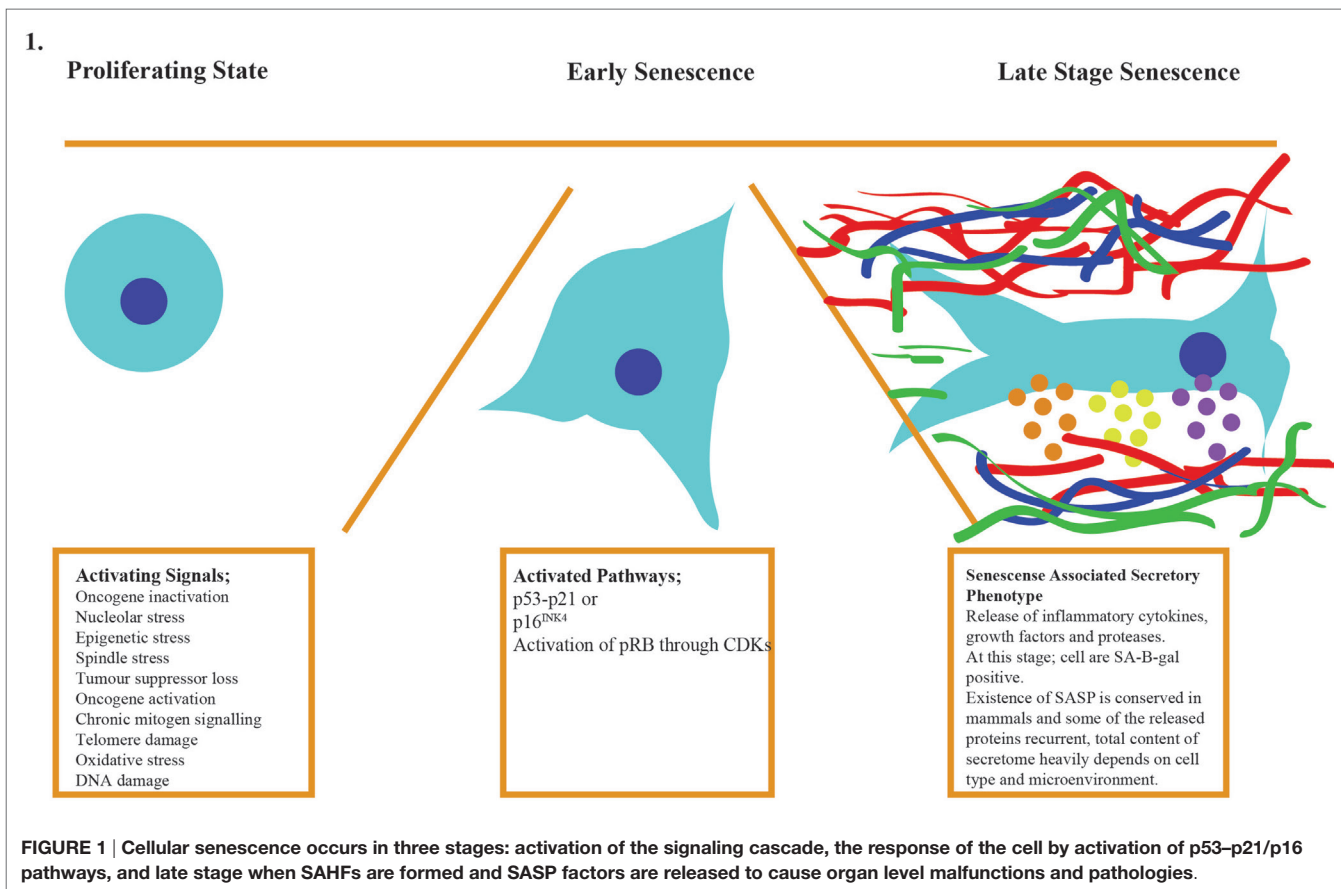 1.
Proliferating State
Early Senescence
Late Stage Senescence
Activating Signals;
Oncogene inactivation
Nucleolar stress
Epigenetic stress
Spindle stress
Tumour suppressor loss
Oncogene activation
Chronic mitogen signalling
Telomere damage
Oxidative stress
DNA damage
Activated Pathways;
p53-p21 or
p16^INK4
Activation of pRB through CDKs
Senescense Associated Secretory
Phenotype
Release of inflammatory cytokines,
growth factors and proteases.
At this stage; cell are SA-B-gal
positive.
Existence of SASP is conserved in
mammals and some of the released
proteins recurrent, total content of
secretome heavily depends on cell
type and microenvironment.
FIGURE 1 | Cellular senescence occurs in three stages: activation of the signaling cascade, the response of the cell by activation of p53–p21/p16
pathways, and late stage when SAHFs are formed and SASP factors are released to cause organ level malfunctions and pathologies.